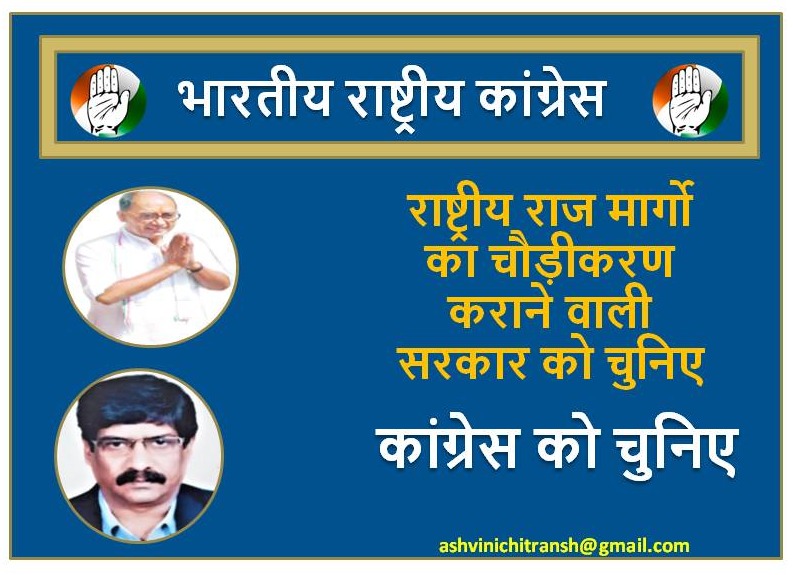 भारतीय राष्ट्रीय कांग्रेस
राष्ट्रीय राज मार्गो
का चौड़ीकरण
कराने वाली
सरकार को चुनिए
कांग्रेस को चुनिए
ashvinichitransh@gmail.com